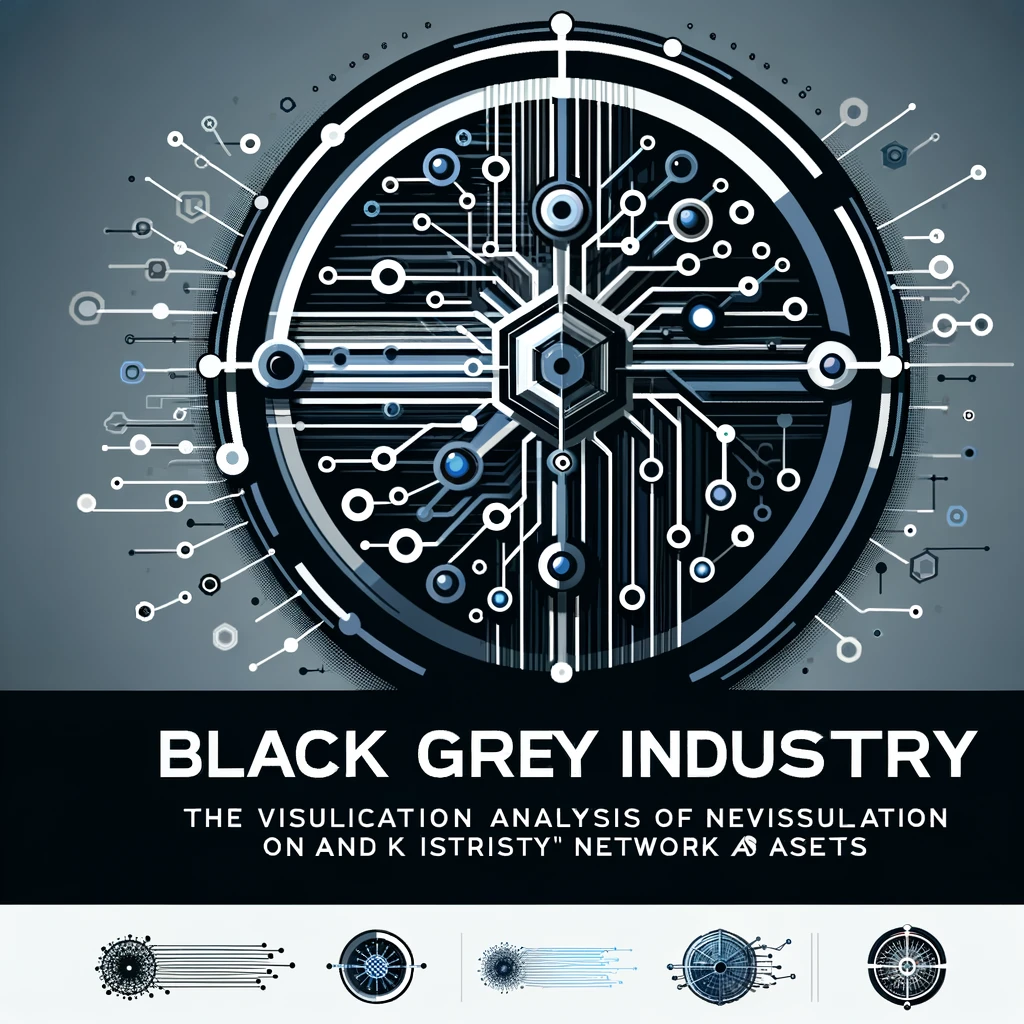 BLACK GREY INDUSTRY
THE VISULICATION ANALYSIS OF NEVISSULATION
ON AND K ISTRISTY" NETWORK ASETS